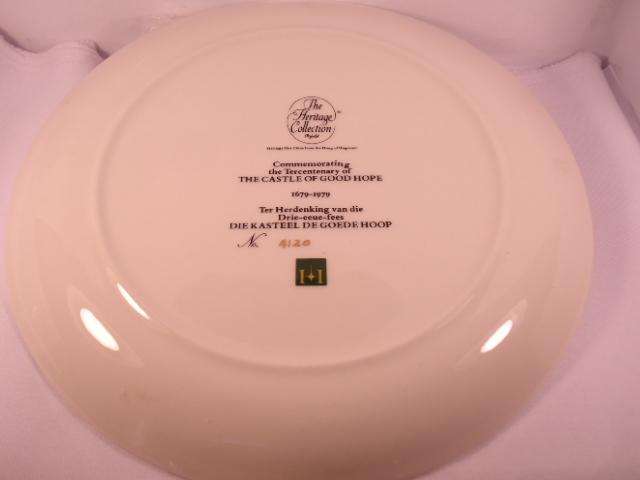 The
Heritage
Collection
Commemorating
the Tercentenary of
THE CASTLE OF GOOD HOPE
1679-1979
Ter Herdenking van die
Drie-eeue-fees
DIE KASTEEL DE GOEDE HOOP
No. 4120
H